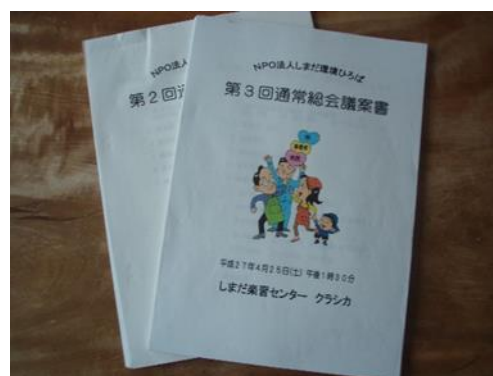 NPO法人し
第2回通
NPO法人しまだ環境ひろば
第3回通常総会議案書
平成27年4月25日(土) 午後1時30分
しまだ楽習センター クラシカ